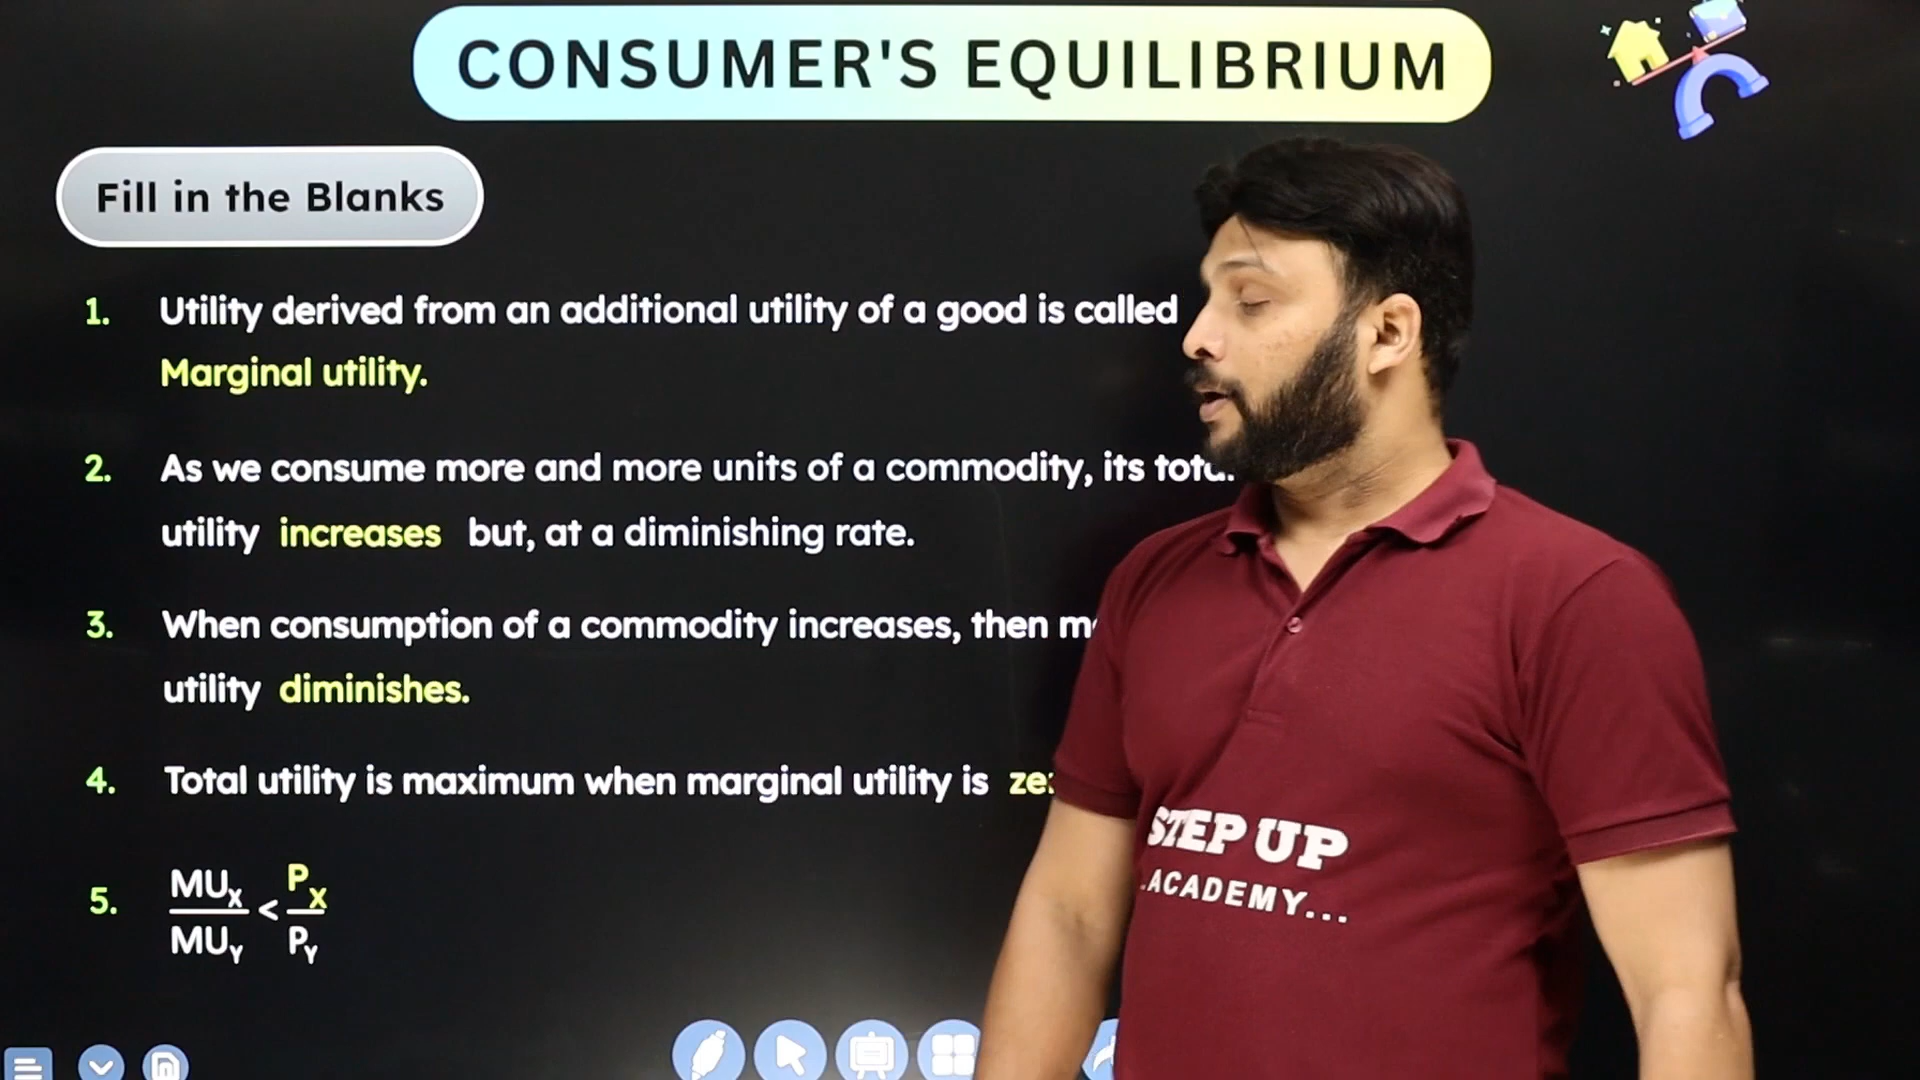 CONSUMER'S EQUILIBRIUM
Fill in the Blanks
1. Utility derived from an additional utility of a good is called
Marginal utility.
2. As we consume more and more units of a commodity, its total
utility increases but, at a diminishing rate.
3. When consumption of a commodity increases, then
utility diminishes.
4. Total utility is maximum when marginal utility is
5. MUX / MUY < PX / PY
STEP UP
.ACADEMY...